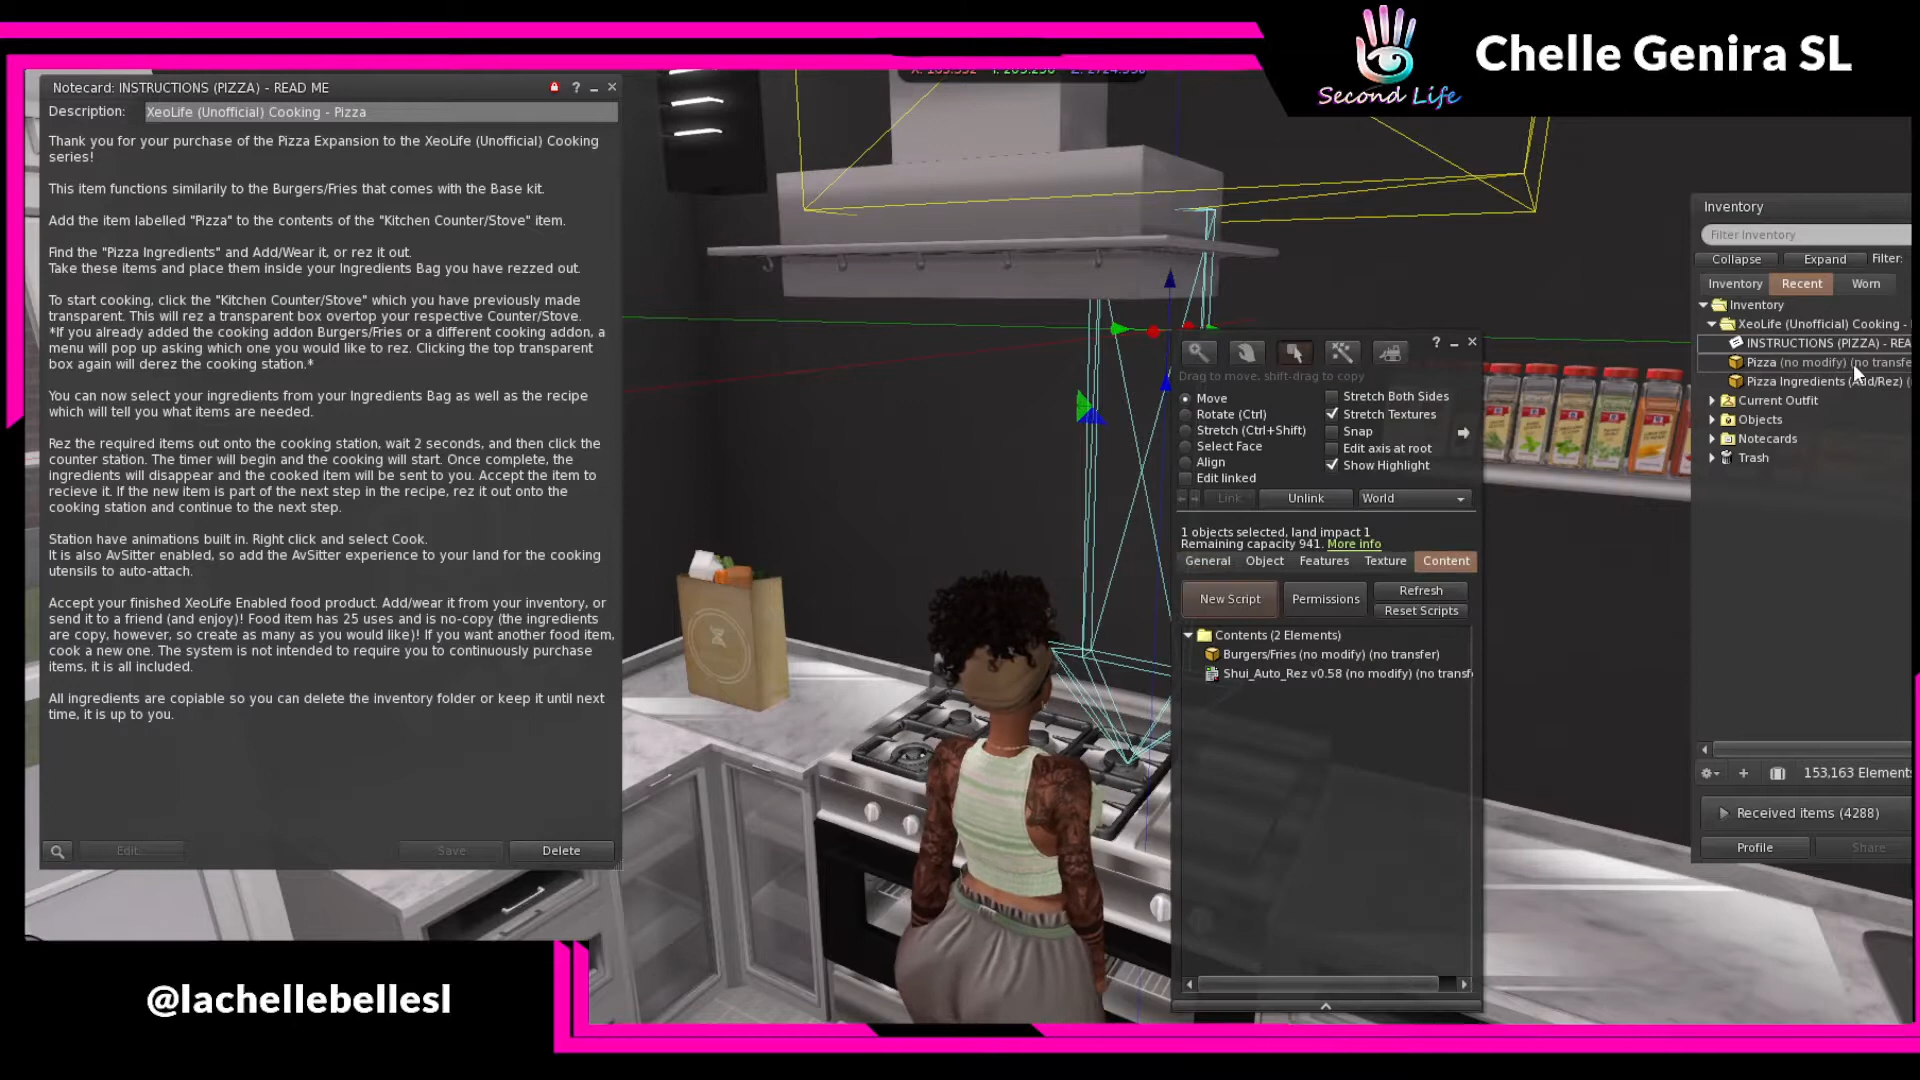 Chelle Genira SL
Second Life
Notecard: INSTRUCTIONS (PIZZA) - READ ME
Description: XeoLife (Unofficial) Cooking - Pizza
Thank you for your purchase of the Pizza Expansion to the XeoLife (Unofficial) Cooking
series!
This item functions similarily to the Burgers/Fries that comes with the Base kit.
Add the item labelled "Pizza" to the contents of the "Kitchen Counter/Stove" item.
Find the "Pizza Ingredients" and Add/Wear it, or rez it out.
Take these items and place them inside your Ingredients Bag you have rezzed out.
To start cooking, click the "Kitchen Counter/Stove" which you have previously made
transparent. This will rez a transparent box overtop your respective Counter/Stove.
*If you already added the cooking addon Burgers/Fries or a different cooking addon, a
menu will pop up asking which one you would like to rez. Clicking the top transparent
box again will derez the cooking station.*
You can now select your ingredients from your Ingredients Bag as well as the recipe
which will tell you what items are needed.
Rez the required items out onto the cooking station, wait 2 seconds, and then click the
counter station. The timer will begin and the cooking will start. Once complete, the
ingredients will disappear and the cooked item will be sent to you. Accept the item to
recieve it. If the new item is part of the next step in the recipe, rez it out onto the
cooking station and continue to the next step.
Station have animations built in. Right click and select Cook.
It is also AvSitter enabled, so add the AvSitter experience to your land for the cooking
utensils to auto-attach.
Accept your finished XeoLife Enabled food product. Add/wear it from your inventory, or
send it to a friend (and enjoy)! Food item has 25 uses and is no-copy (the ingredients
are copy, however, so create as many as you would like)! If you want another food item,
cook a new one. The system is not intended to require you to continuously purchase
items, it is all included.
All ingredients are copiable so you can delete the inventory folder or keep it until next
time, it is up to you.
Edit...
Save
Delete
Drag to move, shift-drag to copy
Move
Rotate (Ctrl)
Stretch (Ctrl+Shift)
Select Face
Align
Edit linked
Stretch Both Sides
Stretch Textures
Snap
Edit axis at root
Show Highlight
Link
Unlink
World
1 objects selected, land impact 1
Remaining capacity 941. More info
General Object Features Texture Content
New Script
Permissions
Refresh
Reset Scripts
Contents (2 Elements)
Burgers/Fries (no modify) (no transfer)
Shui_Auto_Rez v0.58 (no modify) (no transf
Inventory
Filter Inventory
Collapse Expand Filter:
Inventory Recent Worn
Inventory
XeoLife (Unofficial) Cooking -
INSTRUCTIONS (PIZZA) - REA
Pizza (no modify) (no transfe
Pizza Ingredients (Add/Rez) (
Current Outfit
Objects
Notecards
Trash
153,163 Element
Received items (4288)
Profile
Share
@lachellebellesl